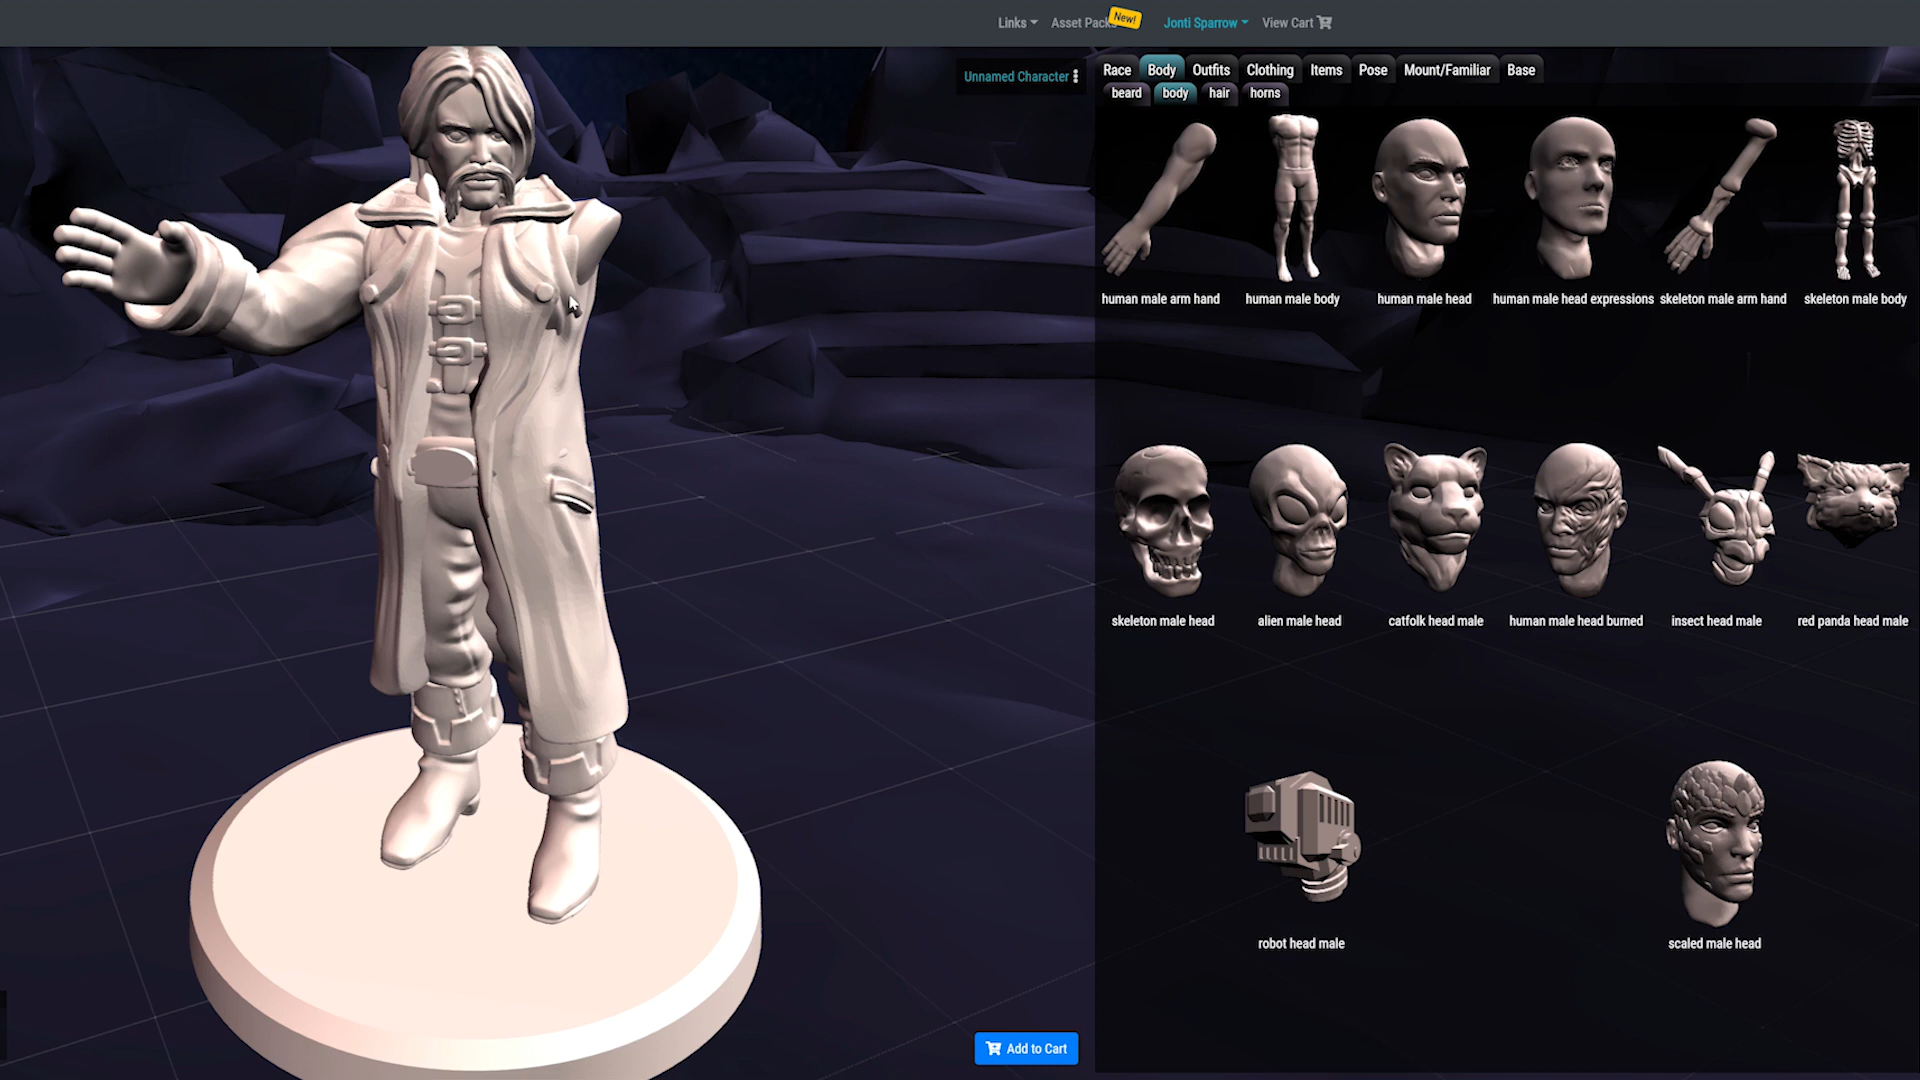 Links
Asset Packs
New!
Jonti Sparrow
View Cart
Unnamed Character
Race Body Outfits Clothing Items Pose Mount/Familiar Base
beard body hair horns
human male arm hand human male body human male head human male head expressions skeleton male arm hand skeleton male body
skeleton male head alien male head catfolk head male human male head burned insect head male red panda head male
robot head male scaled male head
Add to Cart